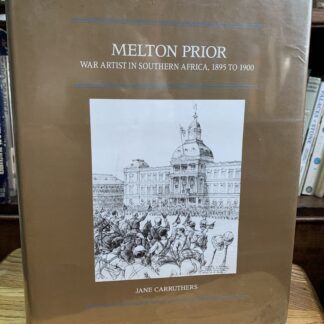 MELTON PRIOR
WAR ARTIST IN SOUTHERN AFRICA, 1895 TO 1900
JANE CARRUTHERS